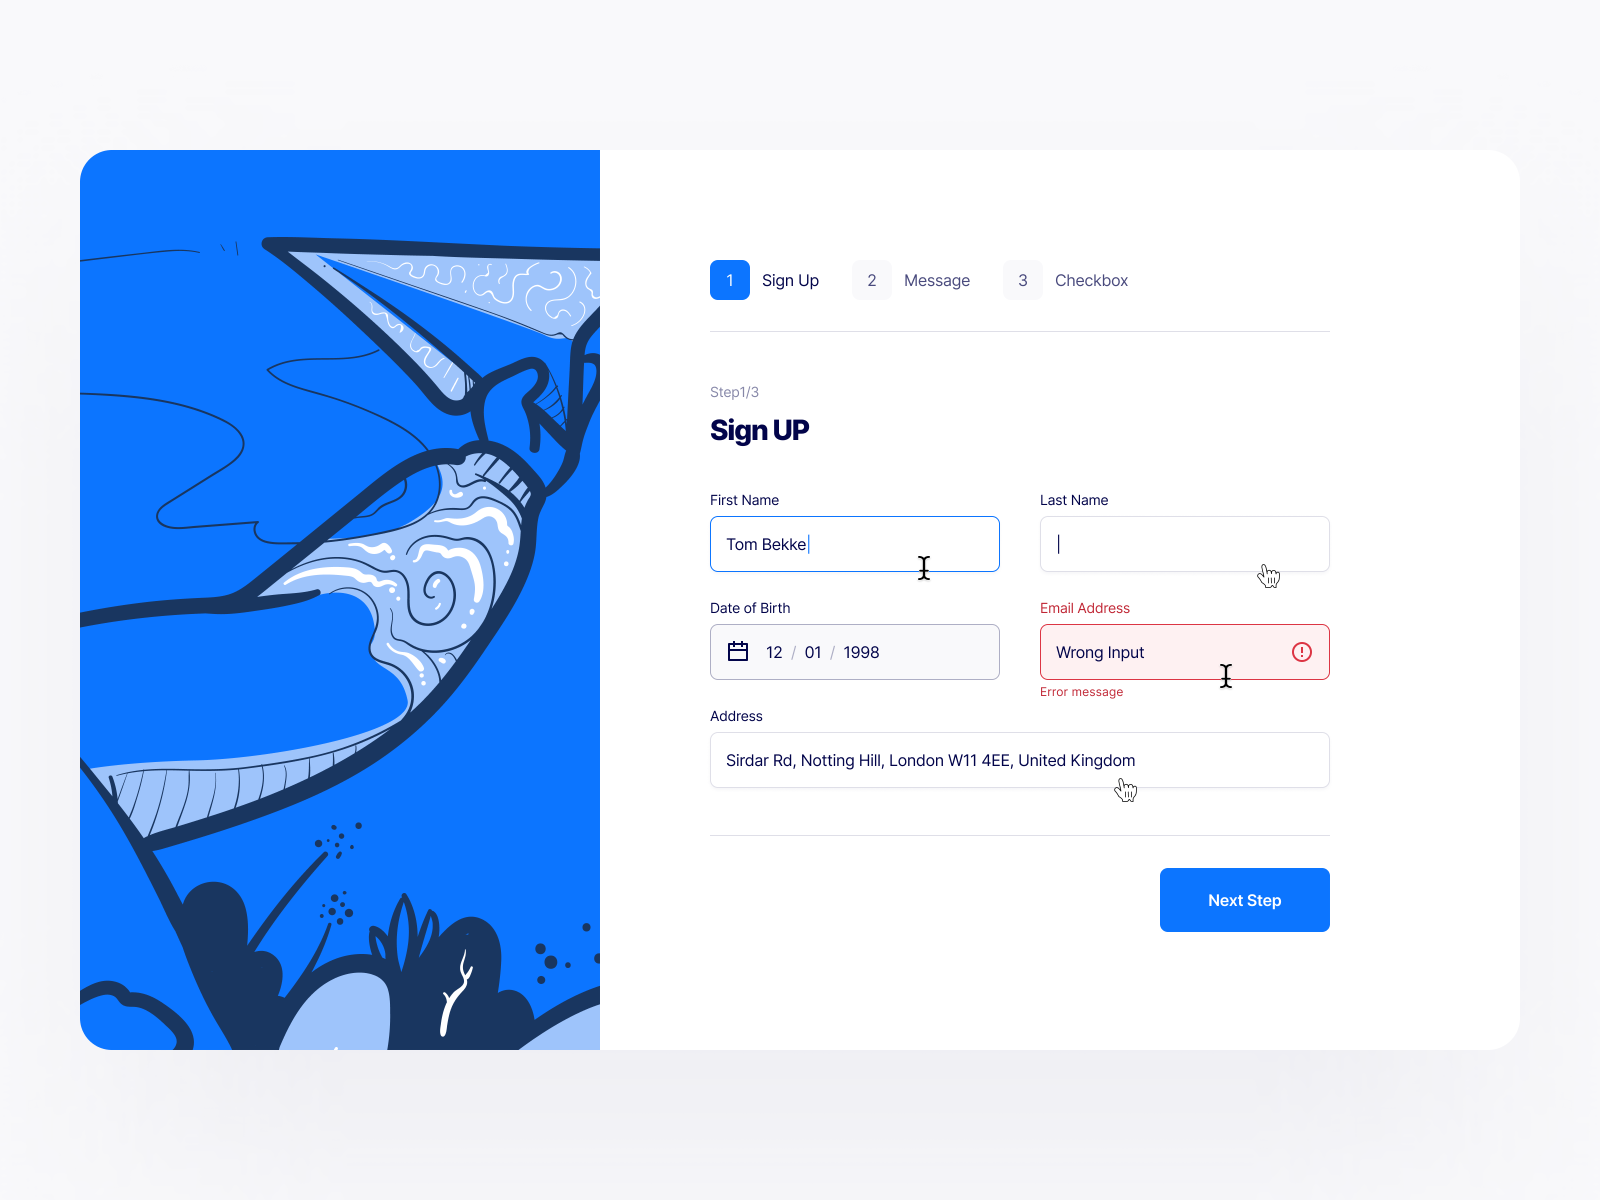 1 Sign Up 2 Message 3 Checkbox
Step1/3
Sign UP
First Name Last Name
Tom Bekke
Date of Birth Email Address
12 / 01 / 1998 Wrong Input
Error message
Address
Sirdar Rd, Notting Hill, London W11 4EE, United Kingdom
Next Step